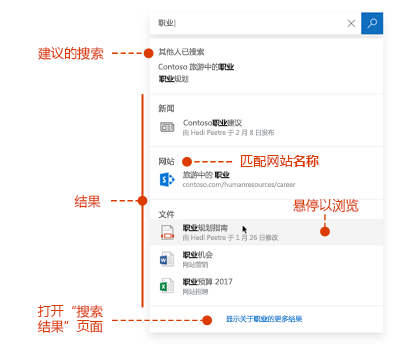 职业
建议的搜索
其他人已搜索
Contoso 旅游中的职业
职业规划
新闻
Contoso职业建议
由 Hedi Peetre 于 2 月 8 日发布
网站
匹配网站名称
旅游中的 职业
contoso.com/humanresources/career
结果
悬停以浏览
文件
职业规划指南
由 Hedi Peetre 于 1 月 26 日修改
职业机会
网站营销
职业预算 2017
网站招聘
打开“搜索
结果”页面
显示关于职业的更多结果